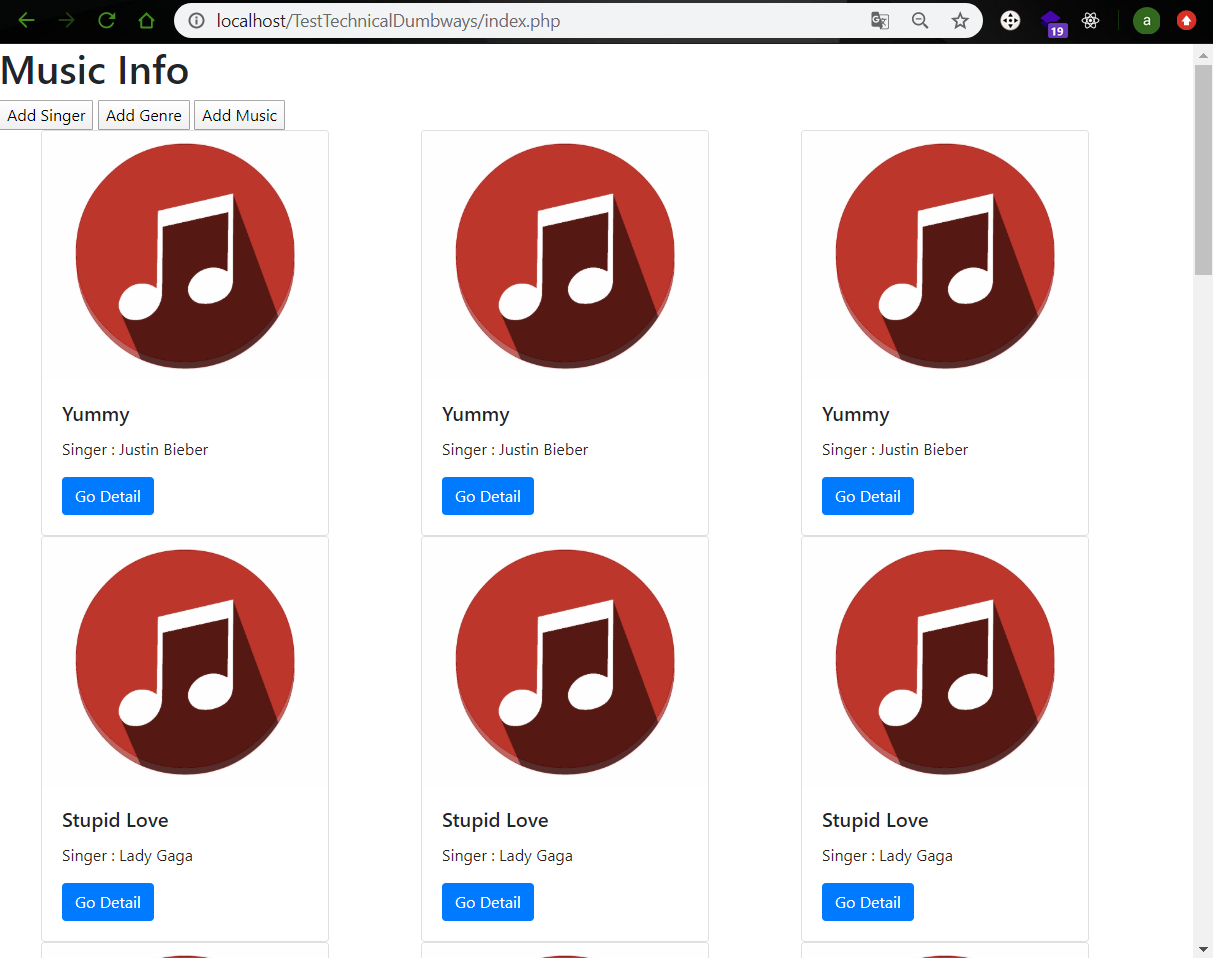 localhost/TestTechnicalDumbways/index.php
19
a
Music Info
Add Singer Add Genre Add Music
Yummy Yummy Yummy
Singer : Justin Bieber Singer : Justin Bieber Singer : Justin Bieber
Go Detail Go Detail Go Detail
Stupid Love Stupid Love Stupid Love
Singer : Lady Gaga Singer : Lady Gaga Singer : Lady Gaga
Go Detail Go Detail Go Detail